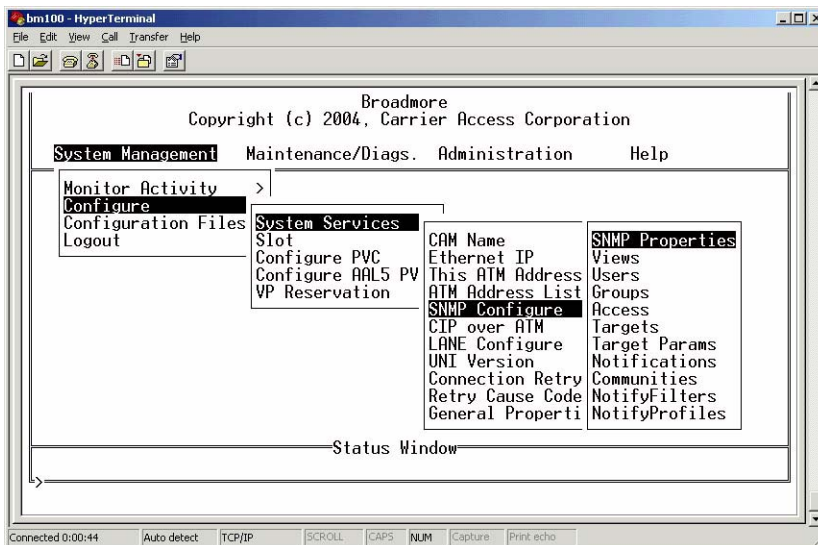 bm100 - HyperTerminal
File Edit View Call Transfer Help
Broadmore
Copyright (c) 2004, Carrier Access Corporation
System Management Maintenance/Diags. Administration Help
Monitor Activity >
Configure
Configuration Files
Logout
System Services
Slot
Configure PVC
Configure AAL5 PV
VP Reservation
CAM Name
Ethernet IP
This ATM Address
ATM Address List
SNMP Configure
CIP over ATM
LANE Configure
UNI Version
Connection Retry
Retry Cause Code
General Properti
SNMP Properties
Views
Users
Groups
Access
Targets
Target Params
Notifications
Communities
NotifyFilters
NotifyProfiles
Status Window
>
Connected 0:00:44 Auto detect TCP/IP SCROLL CAPS NUM Capture Print echo